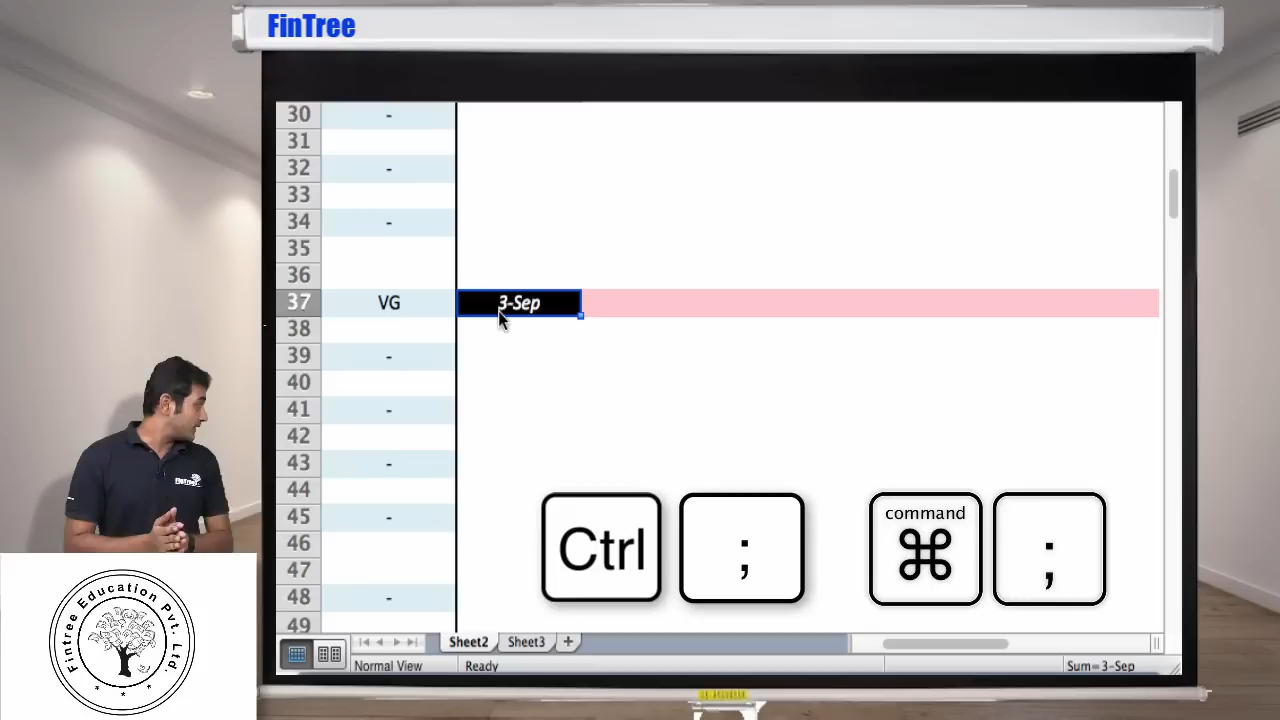 FinTree
30 -
31
32 -
33
34 -
35
36
37 VG 3-Sep
38
39 -
40
41 -
42
43 -
44
45 -
46
47
48 -
49
Ctrl ; command ⌘ ;
FINTREE
Fintree Education Pvt. Ltd.
Sheet2 Sheet3 +
Normal View Ready Sum=3-Sep